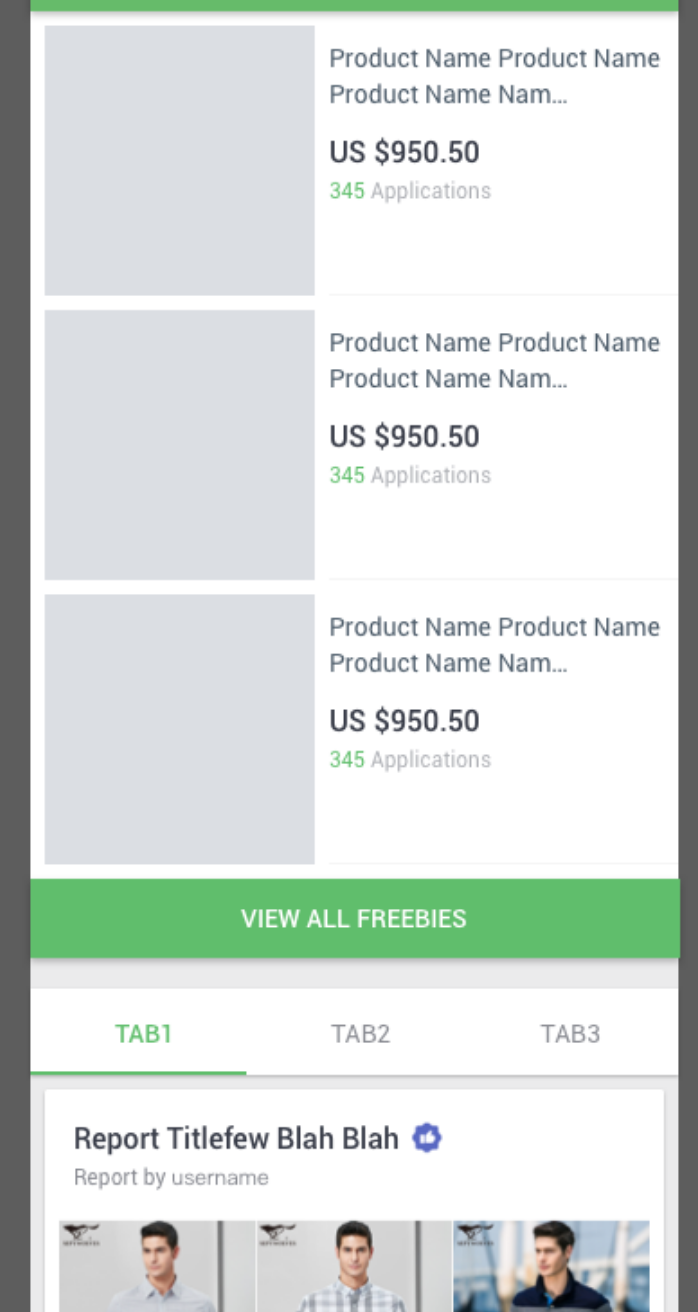 Product Name Product Name
Product Name Nam...
US $950.50
345 Applications
Product Name Product Name
Product Name Nam...
US $950.50
345 Applications
Product Name Product Name
Product Name Nam...
US $950.50
345 Applications
VIEW ALL FREEBIES
TAB1 TAB2 TAB3
Report Titlefew Blah Blah
Report by username